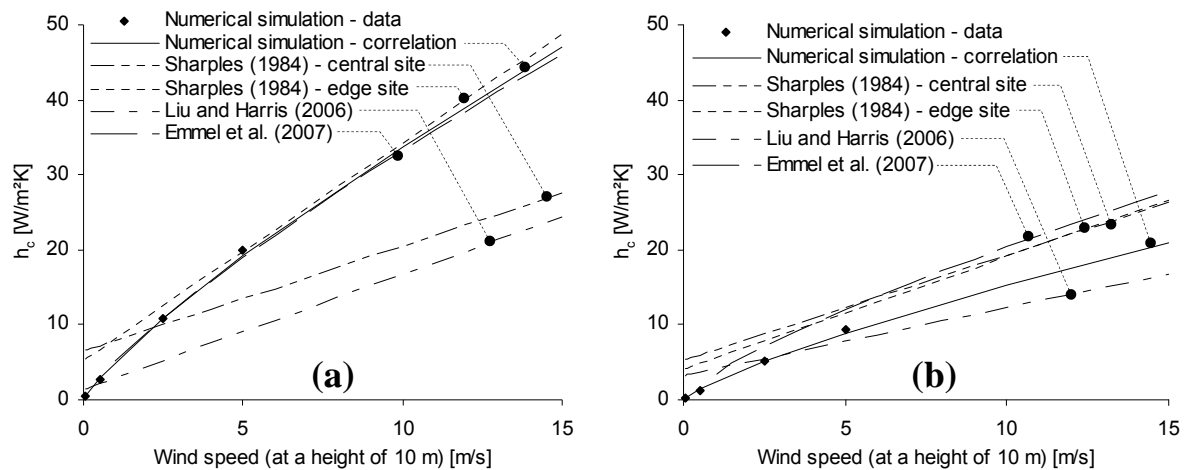 50
40
30
20
10
0
h_c [W/m²K]
Numerical simulation - data
Numerical simulation - correlation
Sharples (1984) - central site
Sharples (1984) - edge site
Liu and Harris (2006)
Emmel et al. (2007)
(a)
0 5 10 15
Wind speed (at a height of 10 m) [m/s]
50
40
30
20
10
0
h_c [W/m²K]
Numerical simulation - data
Numerical simulation - correlation
Sharples (1984) - central site
Sharples (1984) - edge site
Liu and Harris (2006)
Emmel et al. (2007)
(b)
0 5 10 15
Wind speed (at a height of 10 m) [m/s]